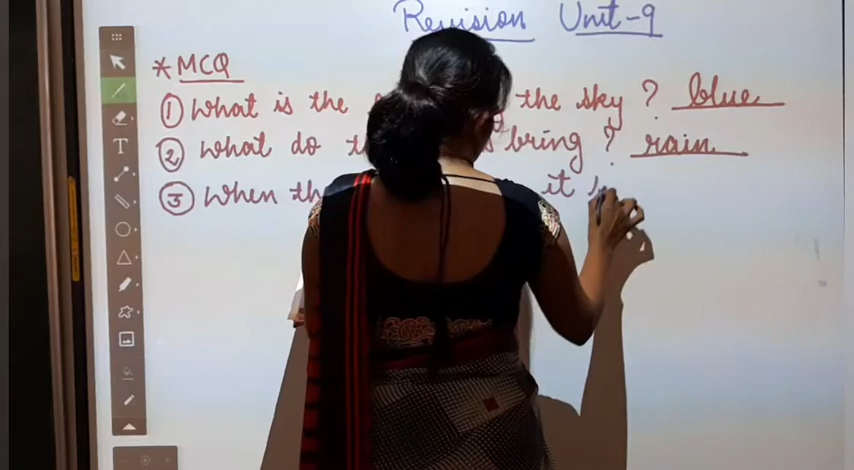 Revision Unit-9
* MCQ
① What is the the sky ? blue
② What do bring ? rain
③ When it